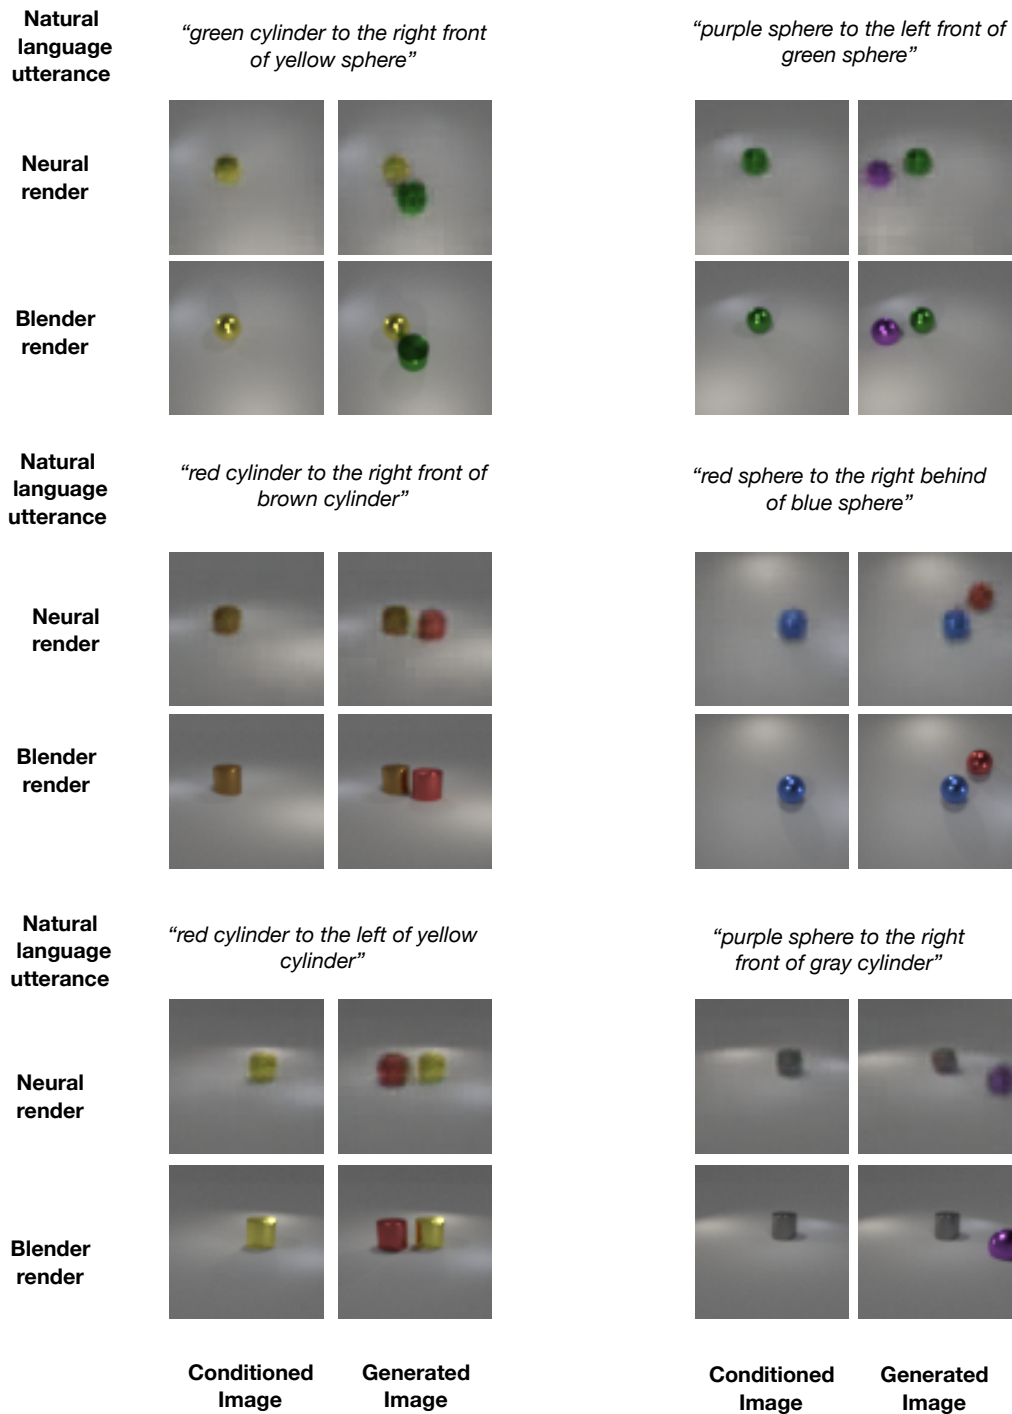 Natural
language
utterance
“green cylinder to the right front
of yellow sphere”
“purple sphere to the left front of
green sphere”
Neural
render
Blender
render
Natural
language
utterance
“red cylinder to the right front of
brown cylinder”
“red sphere to the right behind
of blue sphere”
Neural
render
Blender
render
Natural
language
utterance
“red cylinder to the left of yellow
cylinder”
“purple sphere to the right
front of gray cylinder”
Neural
render
Blender
render
Conditioned
Image
Generated
Image
Conditioned
Image
Generated
Image